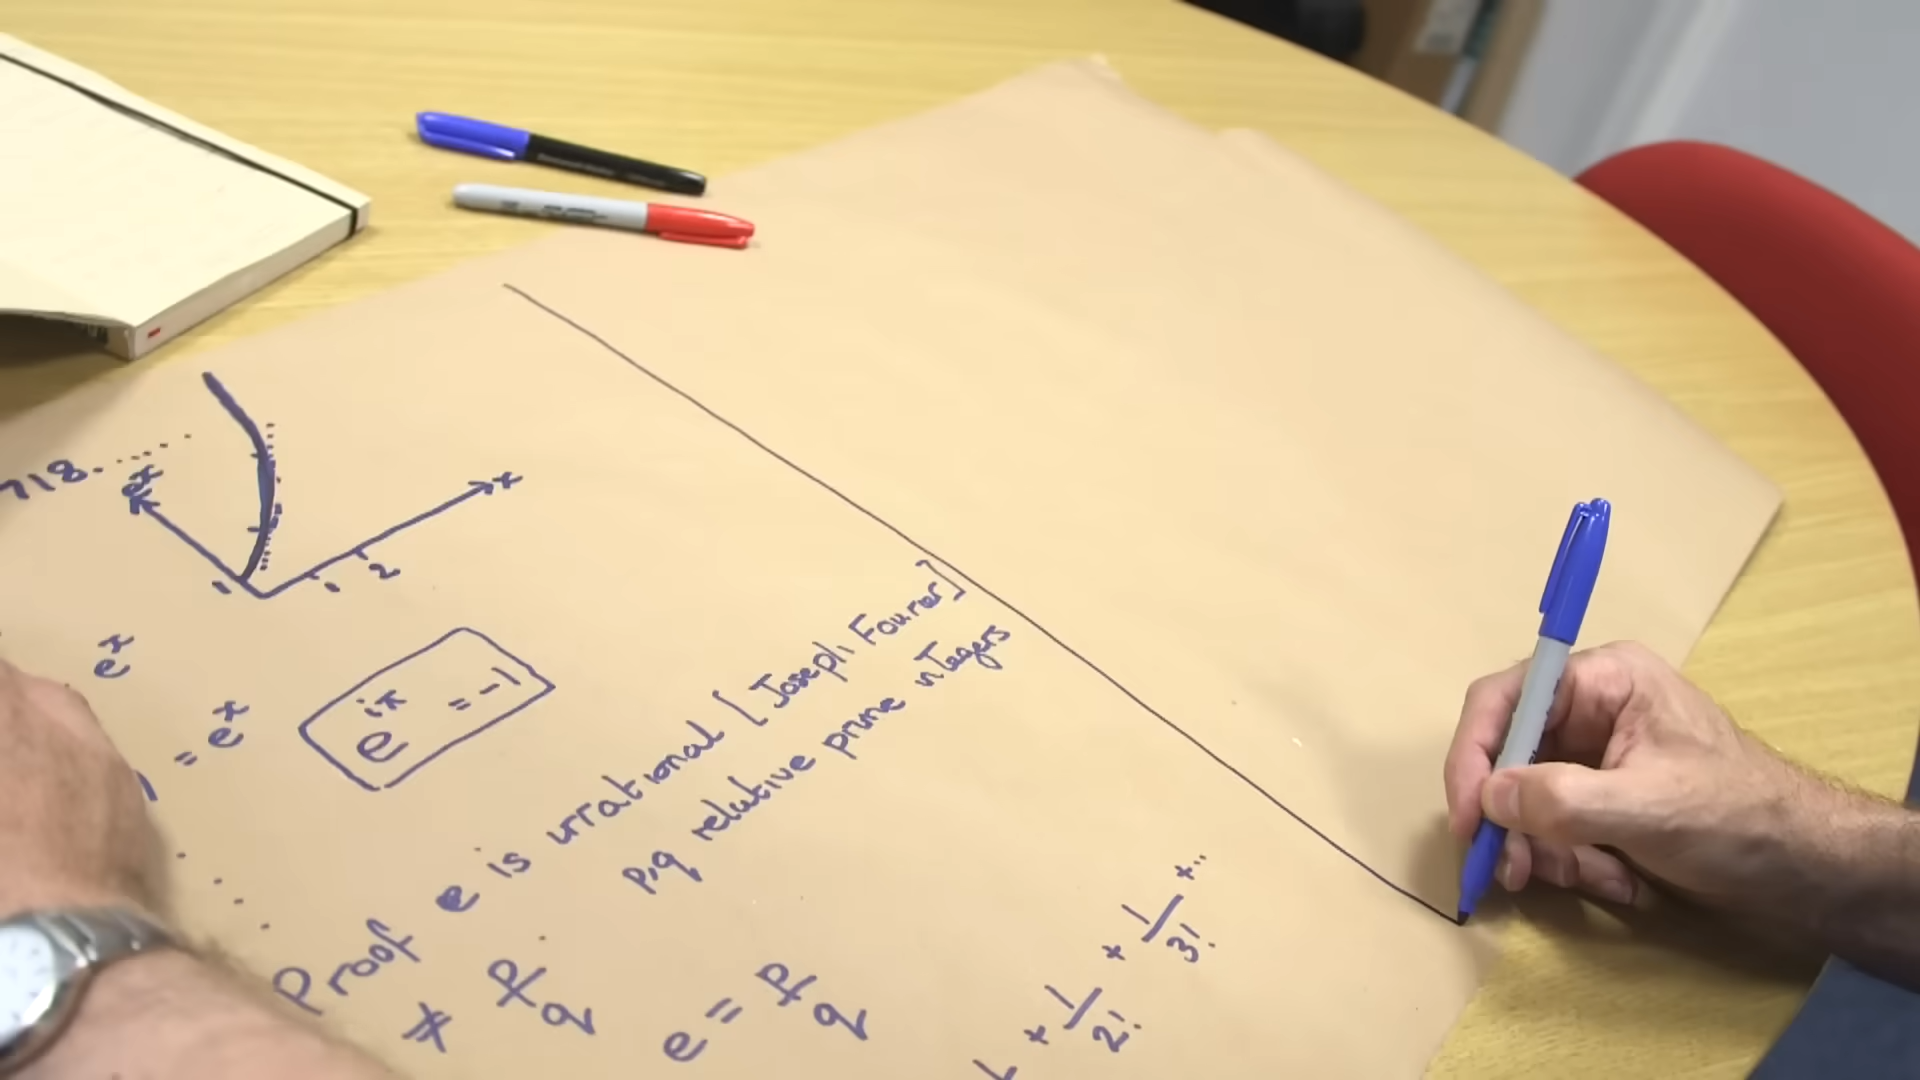 718.......
e^x
x
1
1
2
e^x
= e^x
e^iπ = -1
Proof e is irrational [Joseph Fourier]
≠ p/q
p,q relative prime integers
e = p/q
+ 1/2! + 1/3! + ..